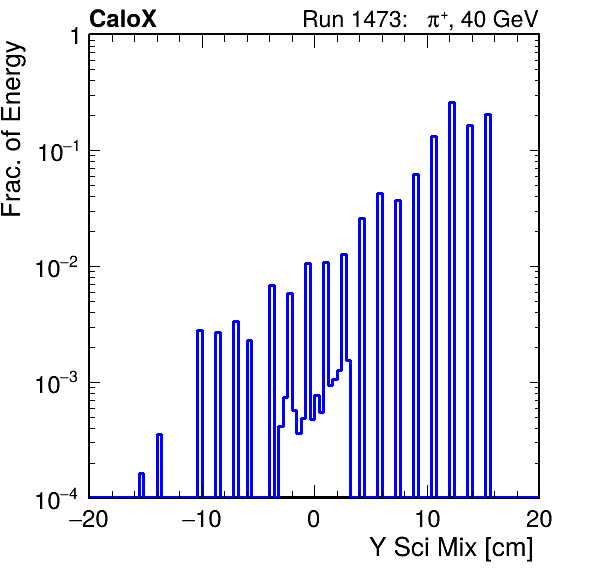 CaloX Run 1473: π⁺, 40 GeV
Frac. of Energy
1
10⁻¹
10⁻²
10⁻³
10⁻⁴
−20 −10 0 10 20
Y Sci Mix [cm]